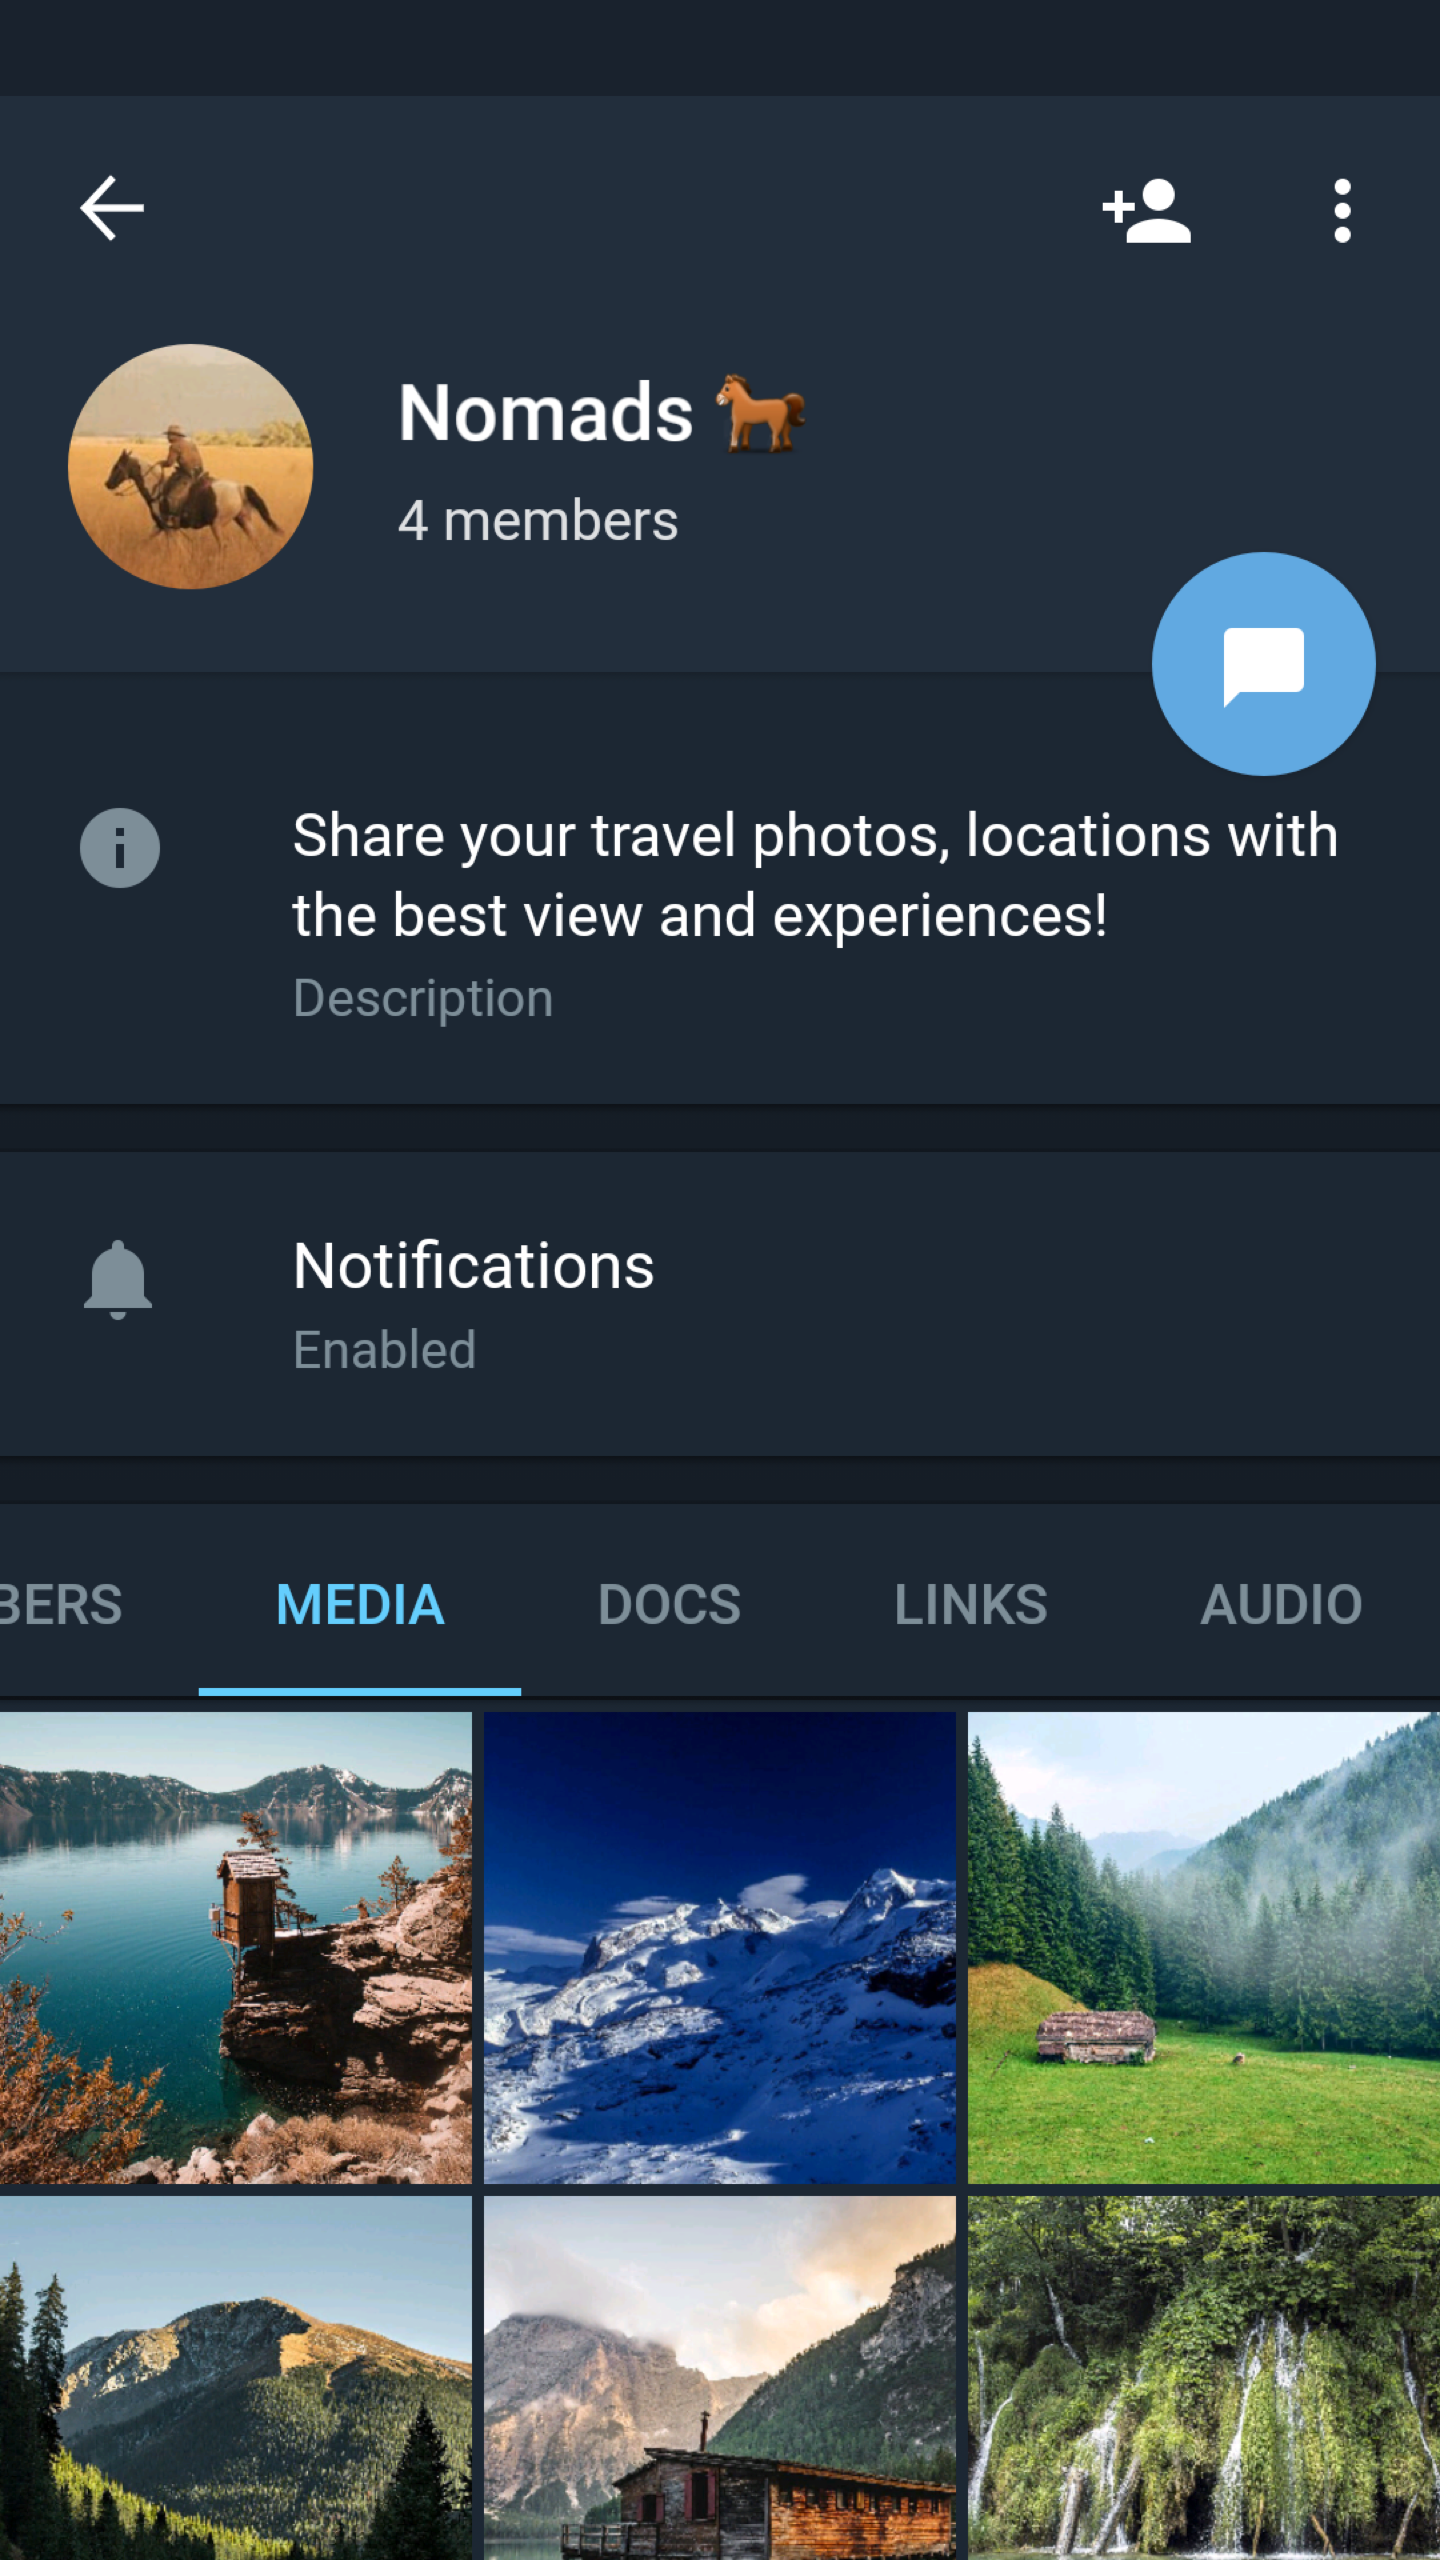 Nomads 🐎
4 members
Share your travel photos, locations with
the best view and experiences!
Description
Notifications
Enabled
BERS MEDIA DOCS LINKS AUDIO